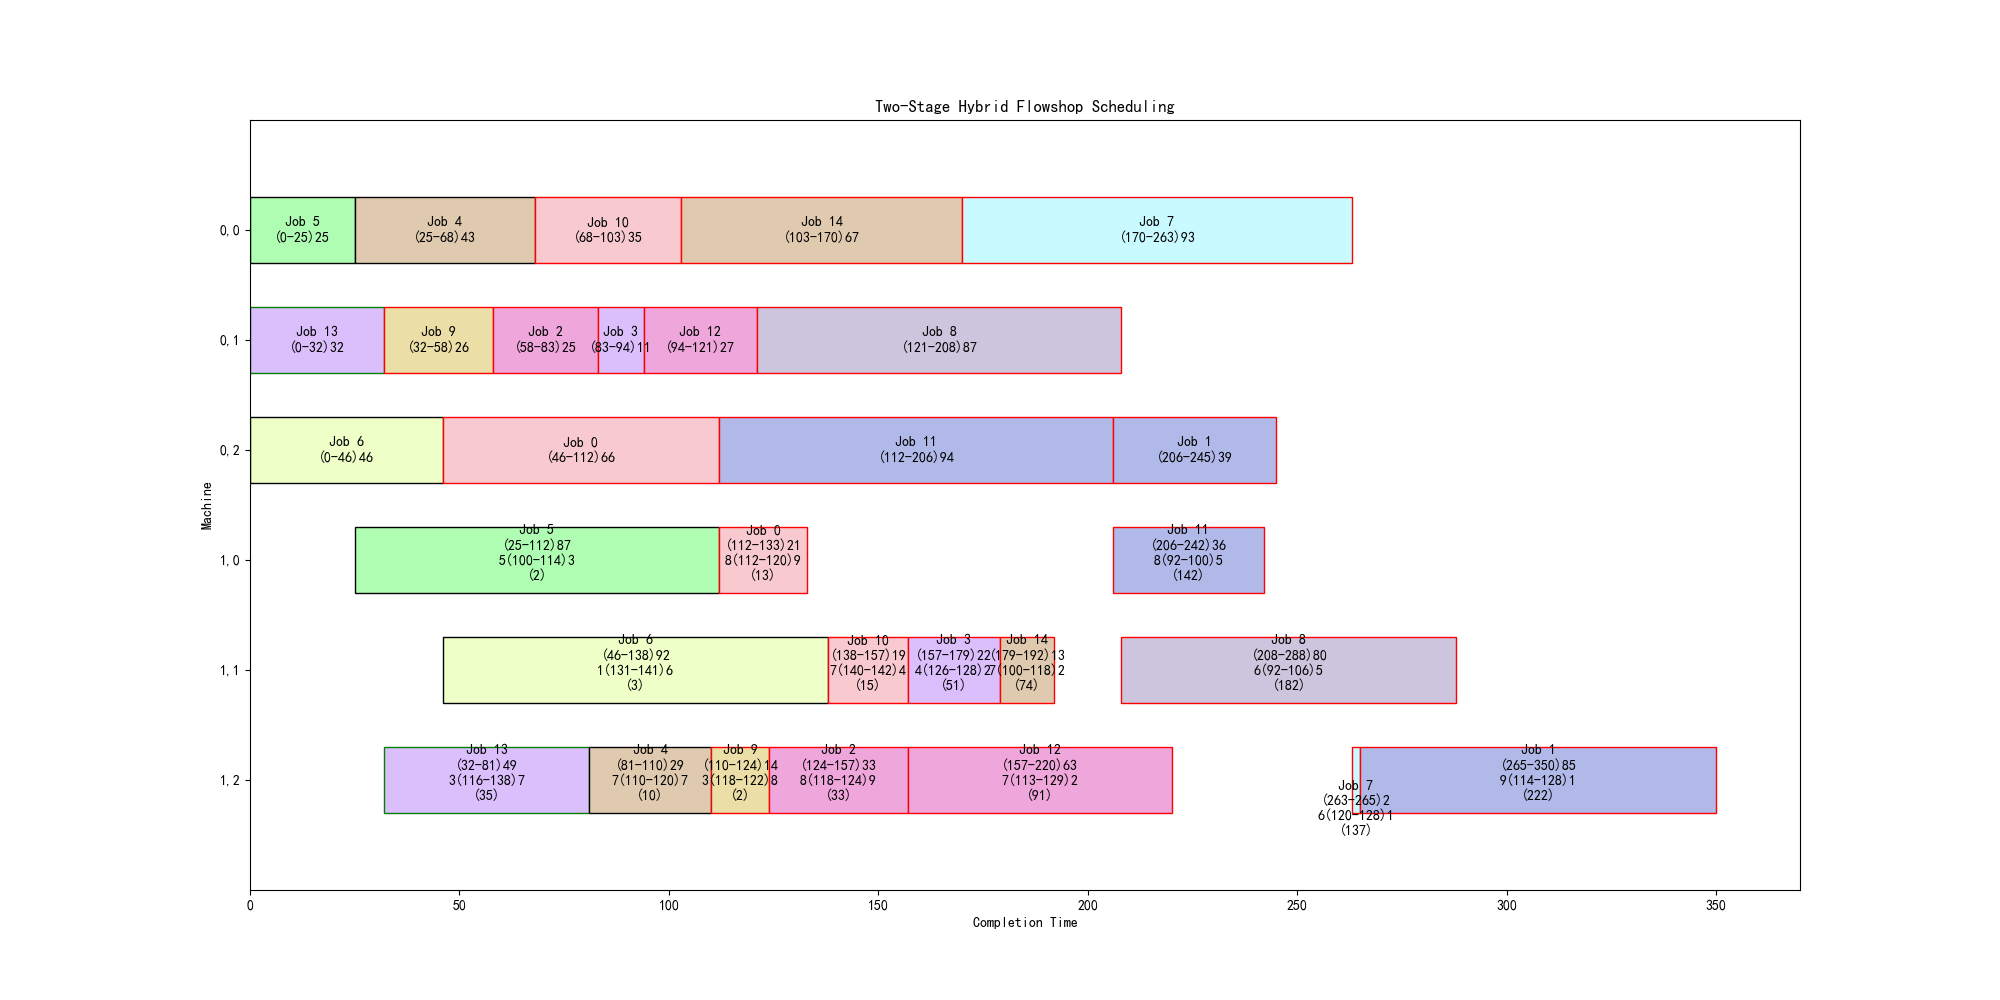 Two-Stage Hybrid Flowshop Scheduling
Machine
0,0
Job 5
(0-25)25
Job 4
(25-68)43
Job 10
(68-103)35
Job 14
(103-170)67
Job 7
(170-263)93
0,1
Job 13
(0-32)32
Job 9
(32-58)26
Job 2
(58-83)25
Job 3
(83-94)11
Job 12
(94-121)27
Job 8
(121-208)87
0,2
Job 6
(0-46)46
Job 0
(46-112)66
Job 11
(112-206)94
Job 1
(206-245)39
1,0
Job 5
(25-112)87
5(100-114)3
(2)
Job 0
(112-133)21
8(112-120)9
(13)
Job 11
(206-242)36
8(92-100)5
(142)
1,1
Job 6
(46-138)92
1(131-141)6
(3)
Job 10
(138-157)19
7(140-142)4
(15)
Job 3
(157-179)22
4(126-128)2
(51)
Job 14
(179-192)13
7(100-118)2
(74)
Job 8
(208-288)80
6(92-106)5
(182)
1,2
Job 13
(32-81)49
3(116-138)7
(35)
Job 4
(81-110)29
7(110-120)7
(10)
Job 9
(110-124)14
3(118-122)8
(2)
Job 2
(124-157)33
8(118-124)9
(33)
Job 12
(157-220)63
7(113-129)2
(91)
Job 7
(263-265)2
6(120-128)1
(137)
Job 1
(265-350)85
9(114-128)1
(222)
0
50
100
150
200
250
300
350
Completion Time